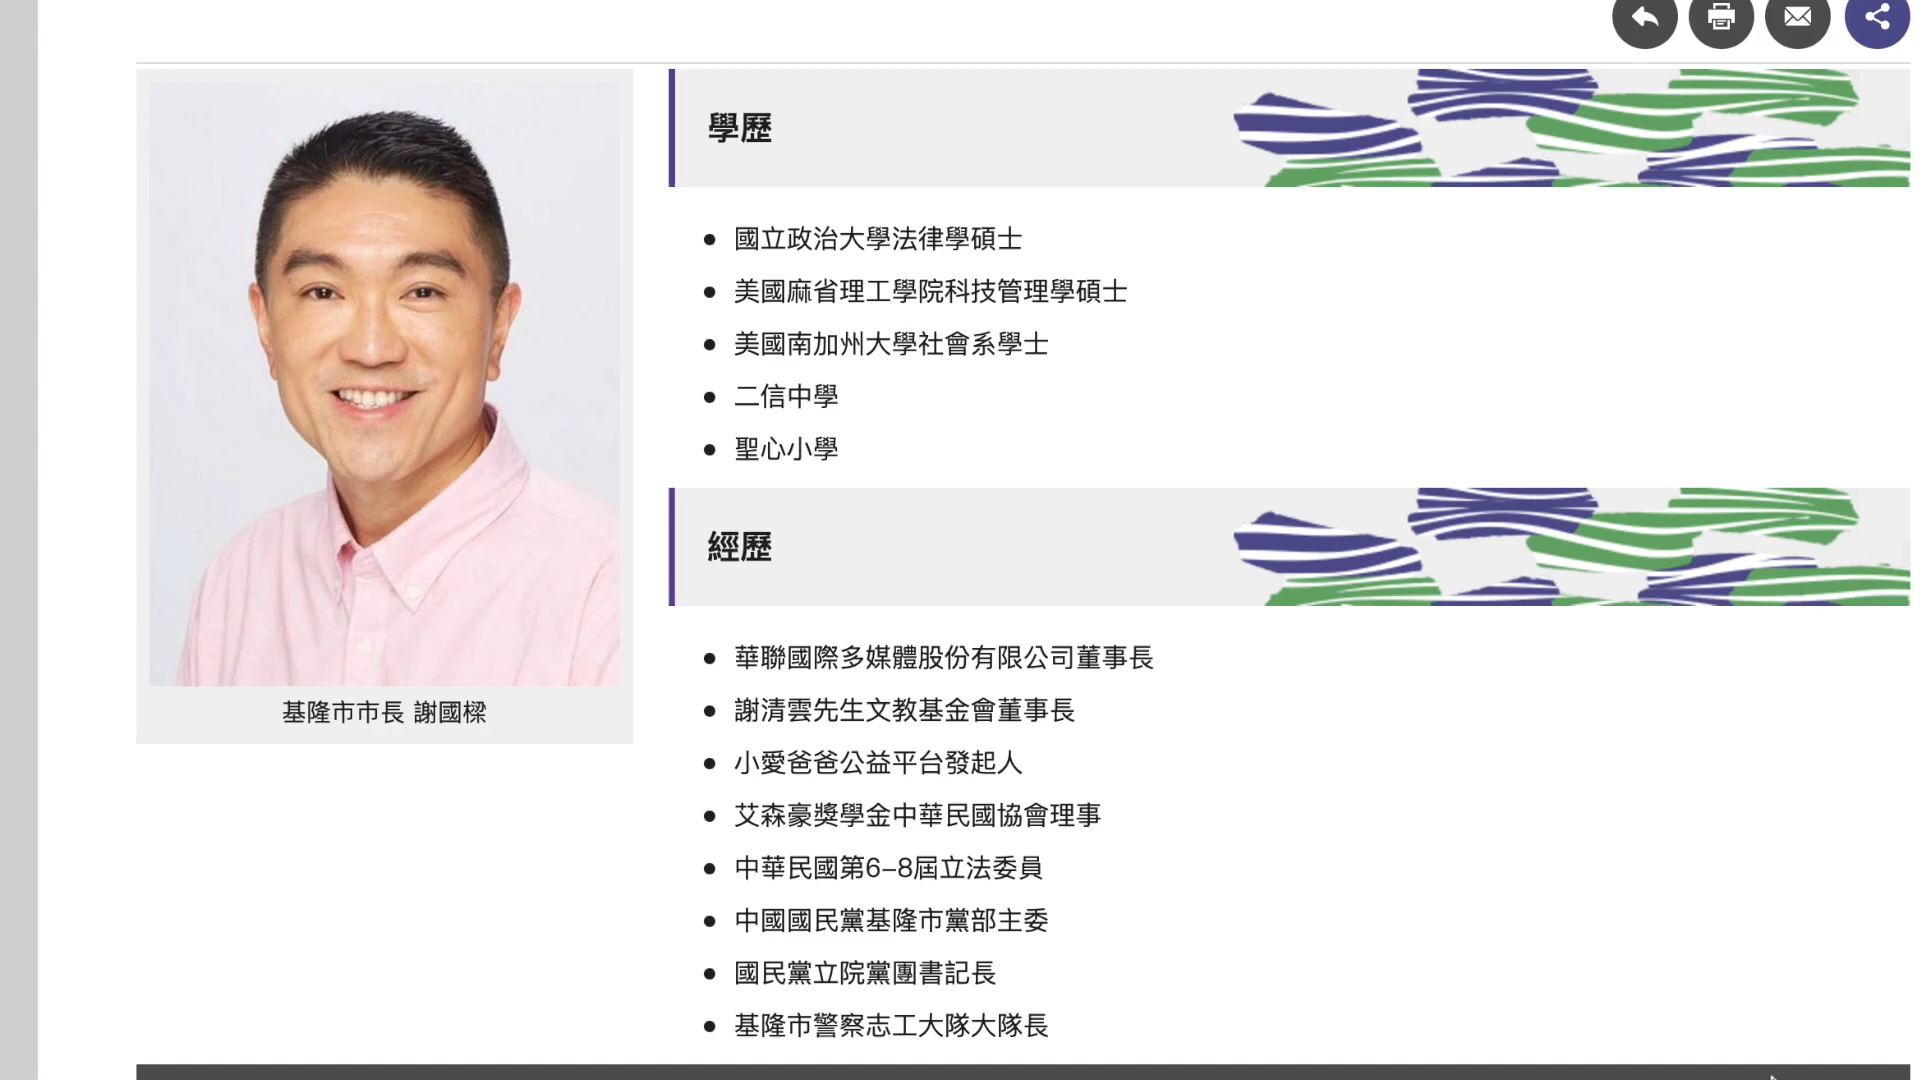 學歷
國立政治大學法律學碩士
美國麻省理工學院科技管理學碩士
美國南加州大學社會系學士
二信中學
聖心小學
經歷
華聯國際多媒體股份有限公司董事長
謝清雲先生文教基金會董事長
小愛爸爸公益平台發起人
艾森豪獎學金中華民國協會理事
中華民國第6–8屆立法委員
中國國民黨基隆市黨部主委
國民黨立院黨團書記長
基隆市警察志工大隊大隊長
基隆市市長 謝國樑